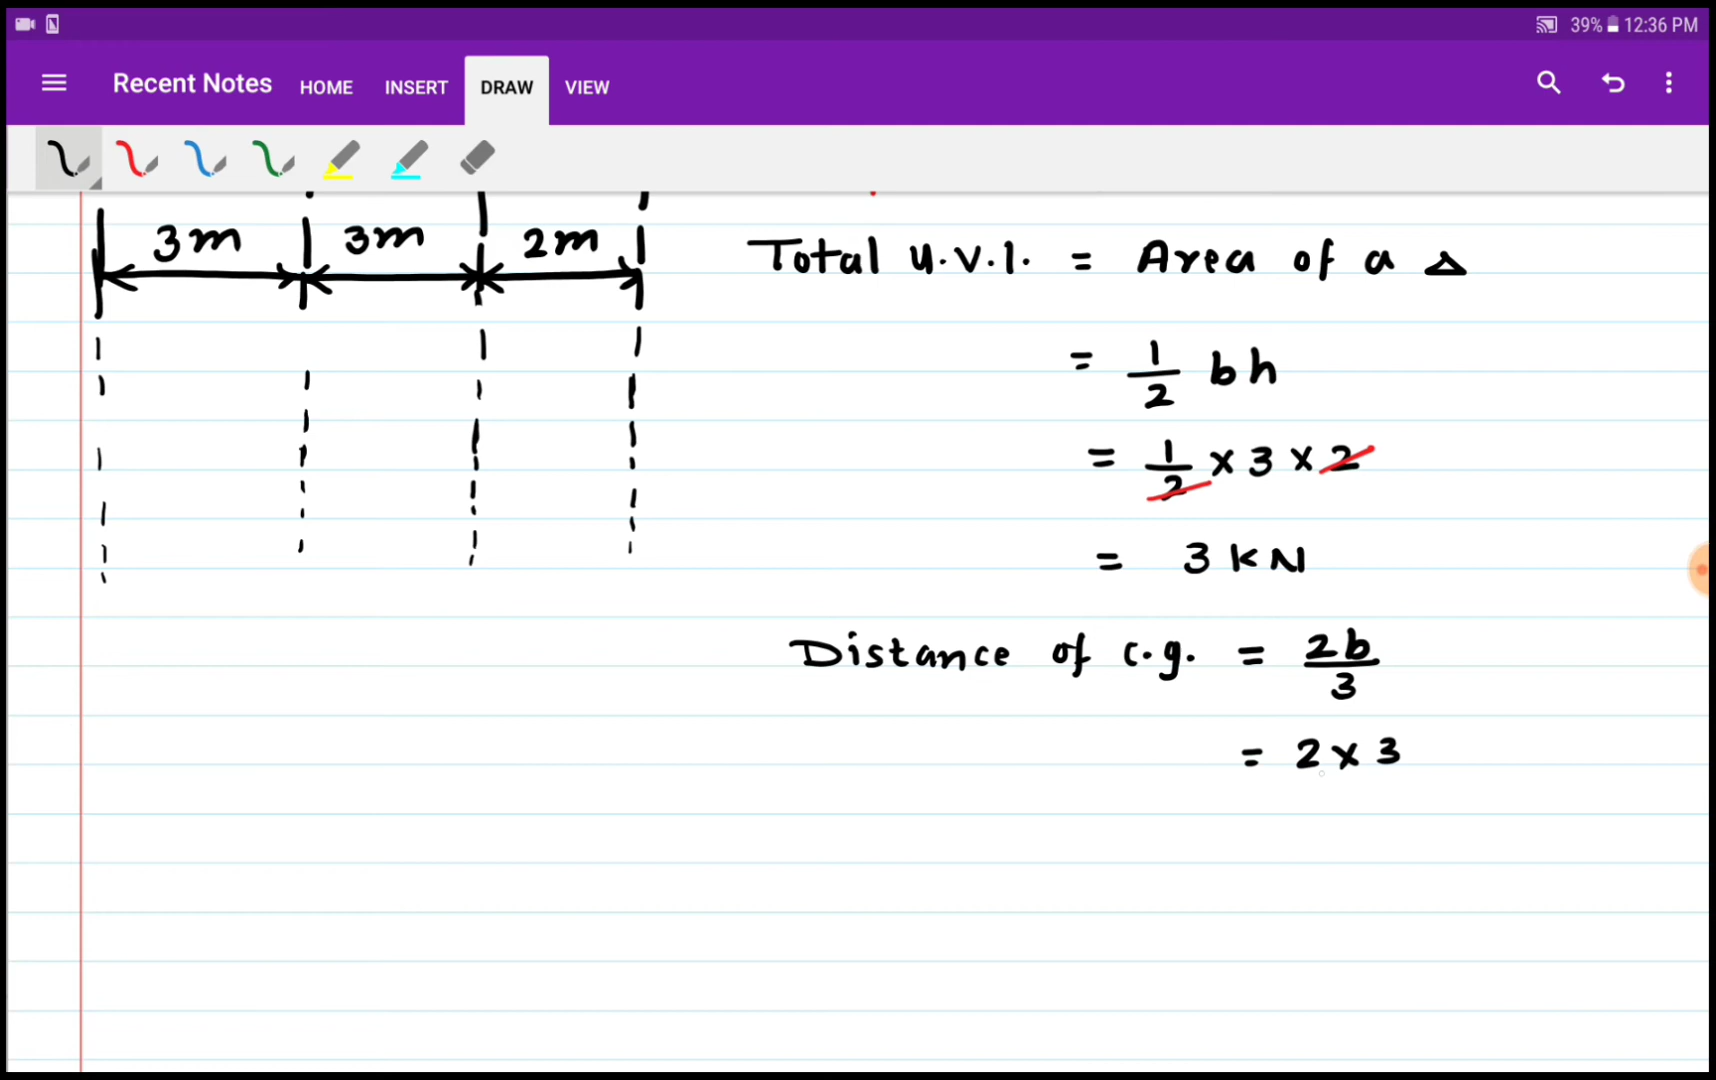 39% 12:36 PM
Recent Notes HOME INSERT DRAW VIEW
3m 3m 2m
Total U.V.l. = Area of a Δ
= 1/2 bh
= 1/2 × 3 × 2
= 3 KN
Distance of c.g. = 2b/3
= 2 × 3